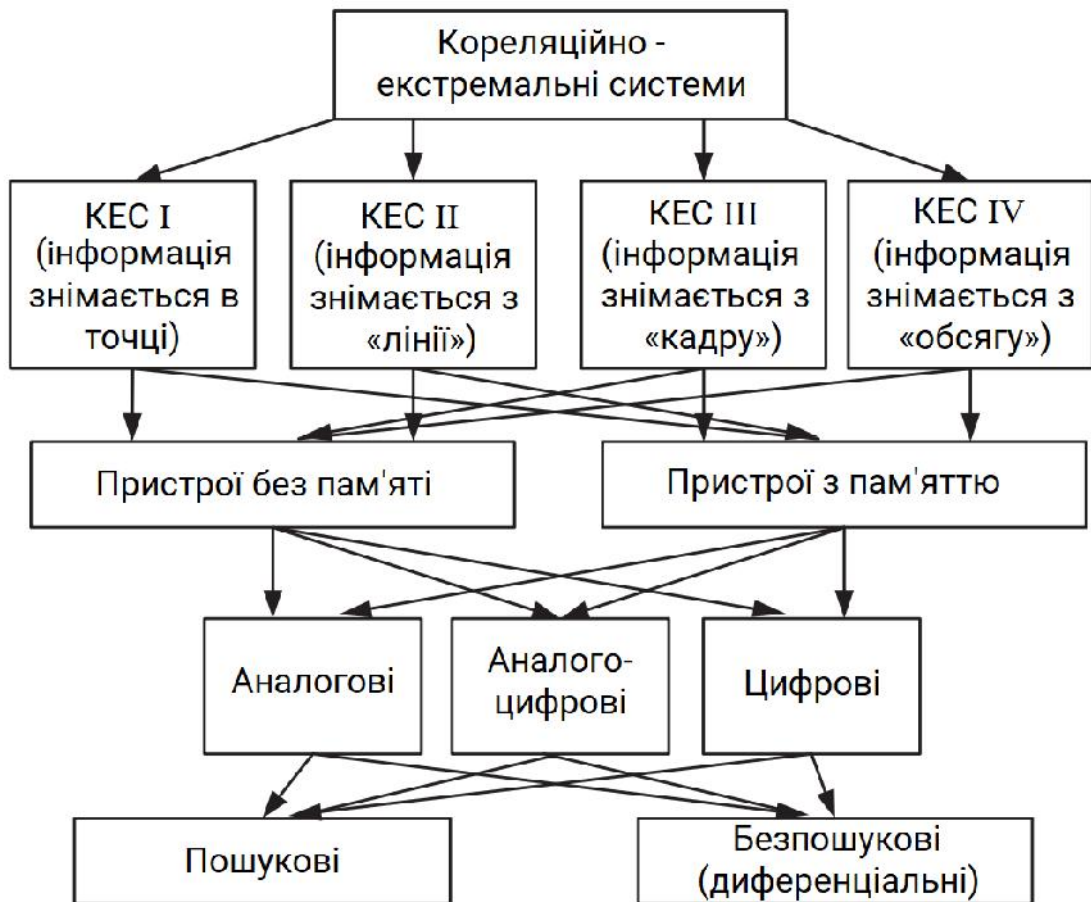 Кореляційно -
екстремальні системи
КЕС I
(інформація
знімається в
точці)
КЕС II
(інформація
знімається з
«лінії»)
КЕС III
(інформація
знімається з
«кадру»)
КЕС IV
(інформація
знімається з
«обсягу»)
Пристрої без пам'яті
Пристрої з пам'яттю
Аналогові
Аналого-
цифрові
Цифрові
Пошукові
Безпошукові
(диференціальні)